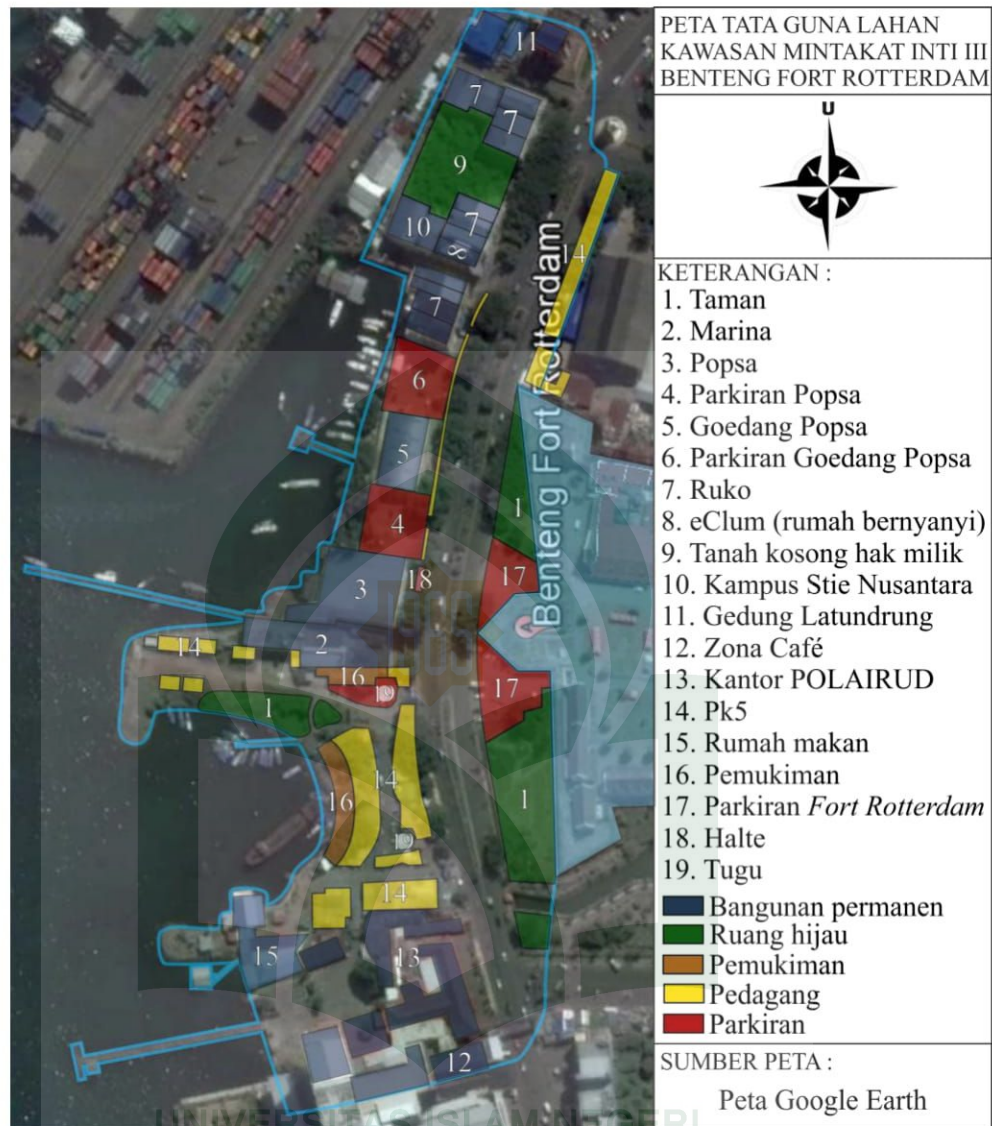 PETA TATA GUNA LAHAN
KAWASAN MINTAKAT INTI III
BENTENG FORT ROTTERDAM
U
KETERANGAN :
1. Taman
2. Marina
3. Popsa
4. Parkiran Popsa
5. Goedang Popsa
6. Parkiran Goedang Popsa
7. Ruko
8. eClum (rumah bernyanyi)
9. Tanah kosong hak milik
10. Kampus Stie Nusantara
11. Gedung Latundrung
12. Zona Café
13. Kantor POLAIRUD
14. Pk5
15. Rumah makan
16. Pemukiman
17. Parkiran Fort Rotterdam
18. Halte
19. Tugu
Bangunan permanen
Ruang hijau
Pemukiman
Pedagang
Parkiran
SUMBER PETA :
Peta Google Earth
11
7
7
9
10
7
8
14
7
6
5
1
4
17
18
3
2
14
16
19
17
1
14
16
1
19
14
15
13
12
Benteng Fort Rotterdam
UNIVERSITAS ISLAM NEGERI